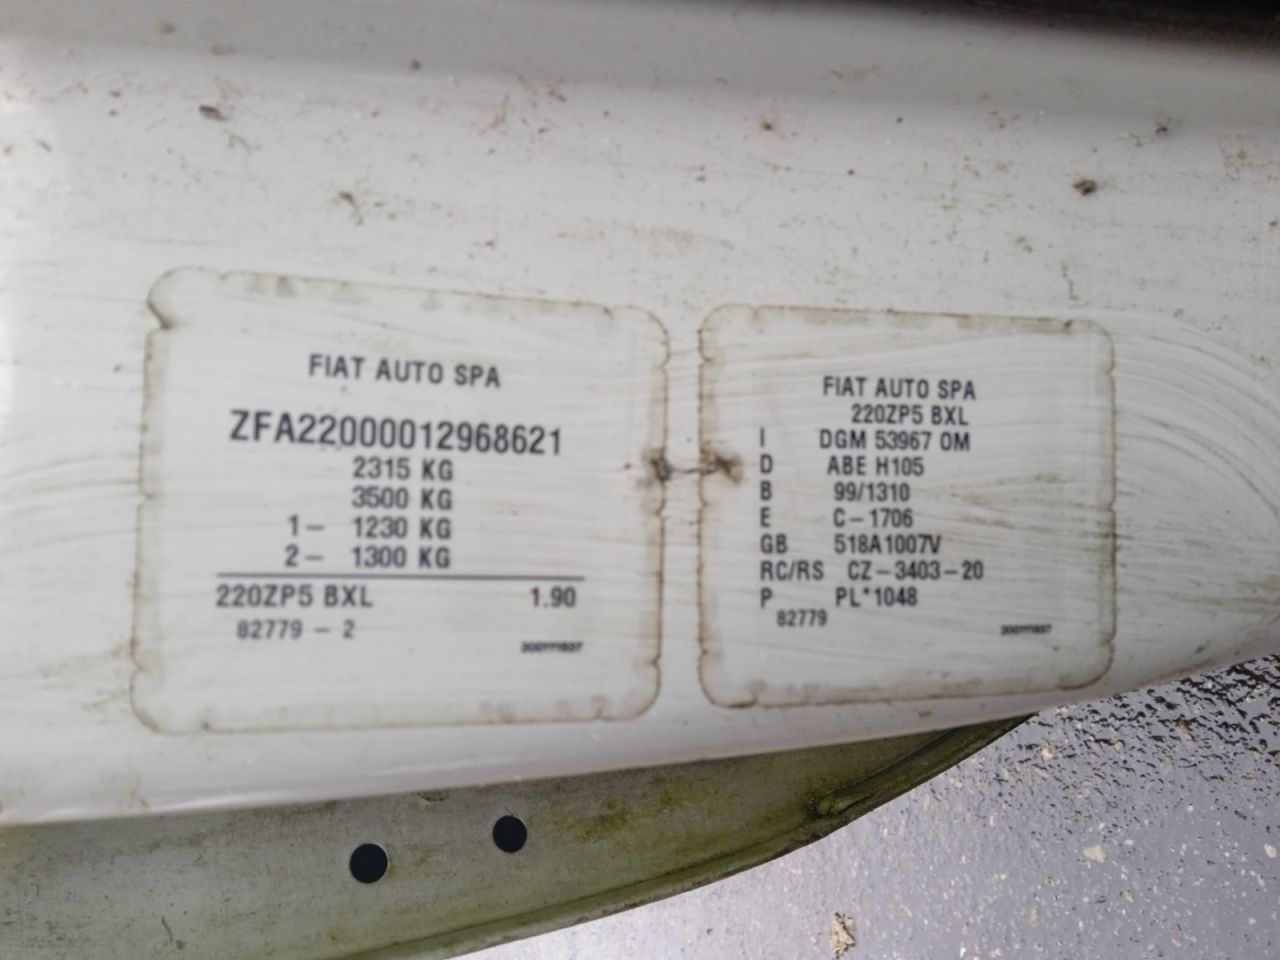 FIAT AUTO SPA
ZFA22000012968621
2315 KG
3500 KG
1 - 1230 KG
2 - 1300 KG
220ZP5 BXL 1.90
82779 - 2
FIAT AUTO SPA
220ZP5 BXL
I DGM 53967 OM
D ABE H105
B 99/1310
E C-1706
GB 518A1007V
RC/RS CZ-3403-20
P PL*1048
82779